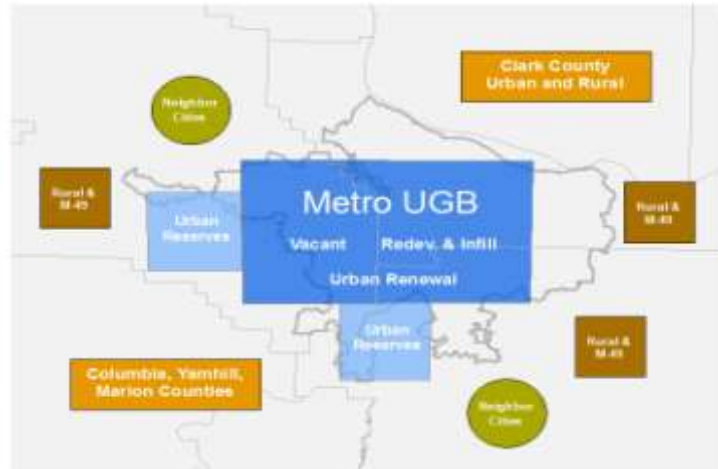 Clark County
Urban and Rural
Neighbor
Cities
Rural &
M-49
Urban
Reserves
Metro UGB
Vacant Redev. & Infill
Urban Renewal
Rural &
M-49
Urban
Reserves
Rural &
M-49
Columbia, Yamhill,
Marion Counties
Neighbor
Cities